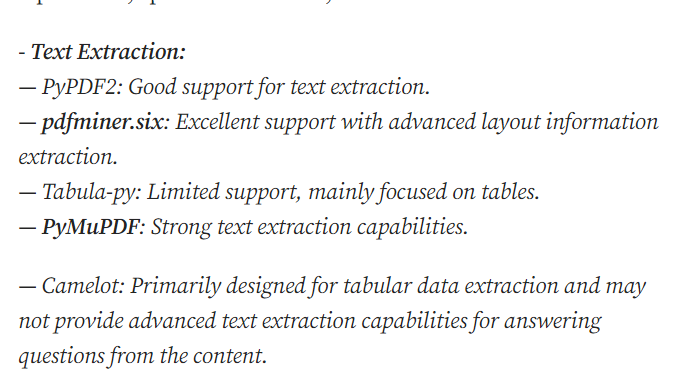 - Text Extraction:
— PyPDF2: Good support for text extraction.
— pdfminer.six: Excellent support with advanced layout information
extraction.
— Tabula-py: Limited support, mainly focused on tables.
— PyMuPDF: Strong text extraction capabilities.
— Camelot: Primarily designed for tabular data extraction and may
not provide advanced text extraction capabilities for answering
questions from the content.